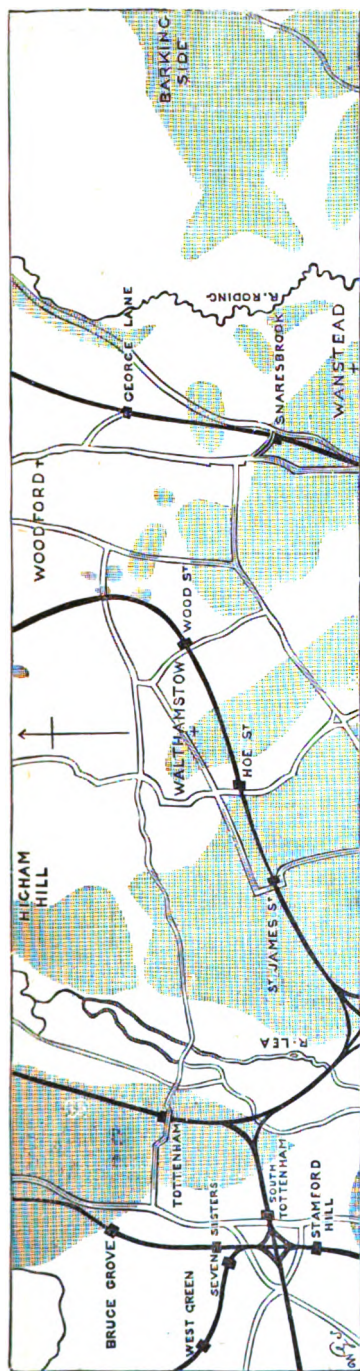 BARKING
SIDE
R. RODING
GEORGE LANE
SNARESBROOK
WANSTEAD
WOODFORD
WOOD ST
WALTHAMSTOW
HOE ST
HIGHAM
HILL
ST JAMES ST
R. LEA
TOTTENHAM
SOUTH
TOTTENHAM
SEVEN SISTERS
STAMFORD
HILL
BRUCE GROVE
WEST GREEN